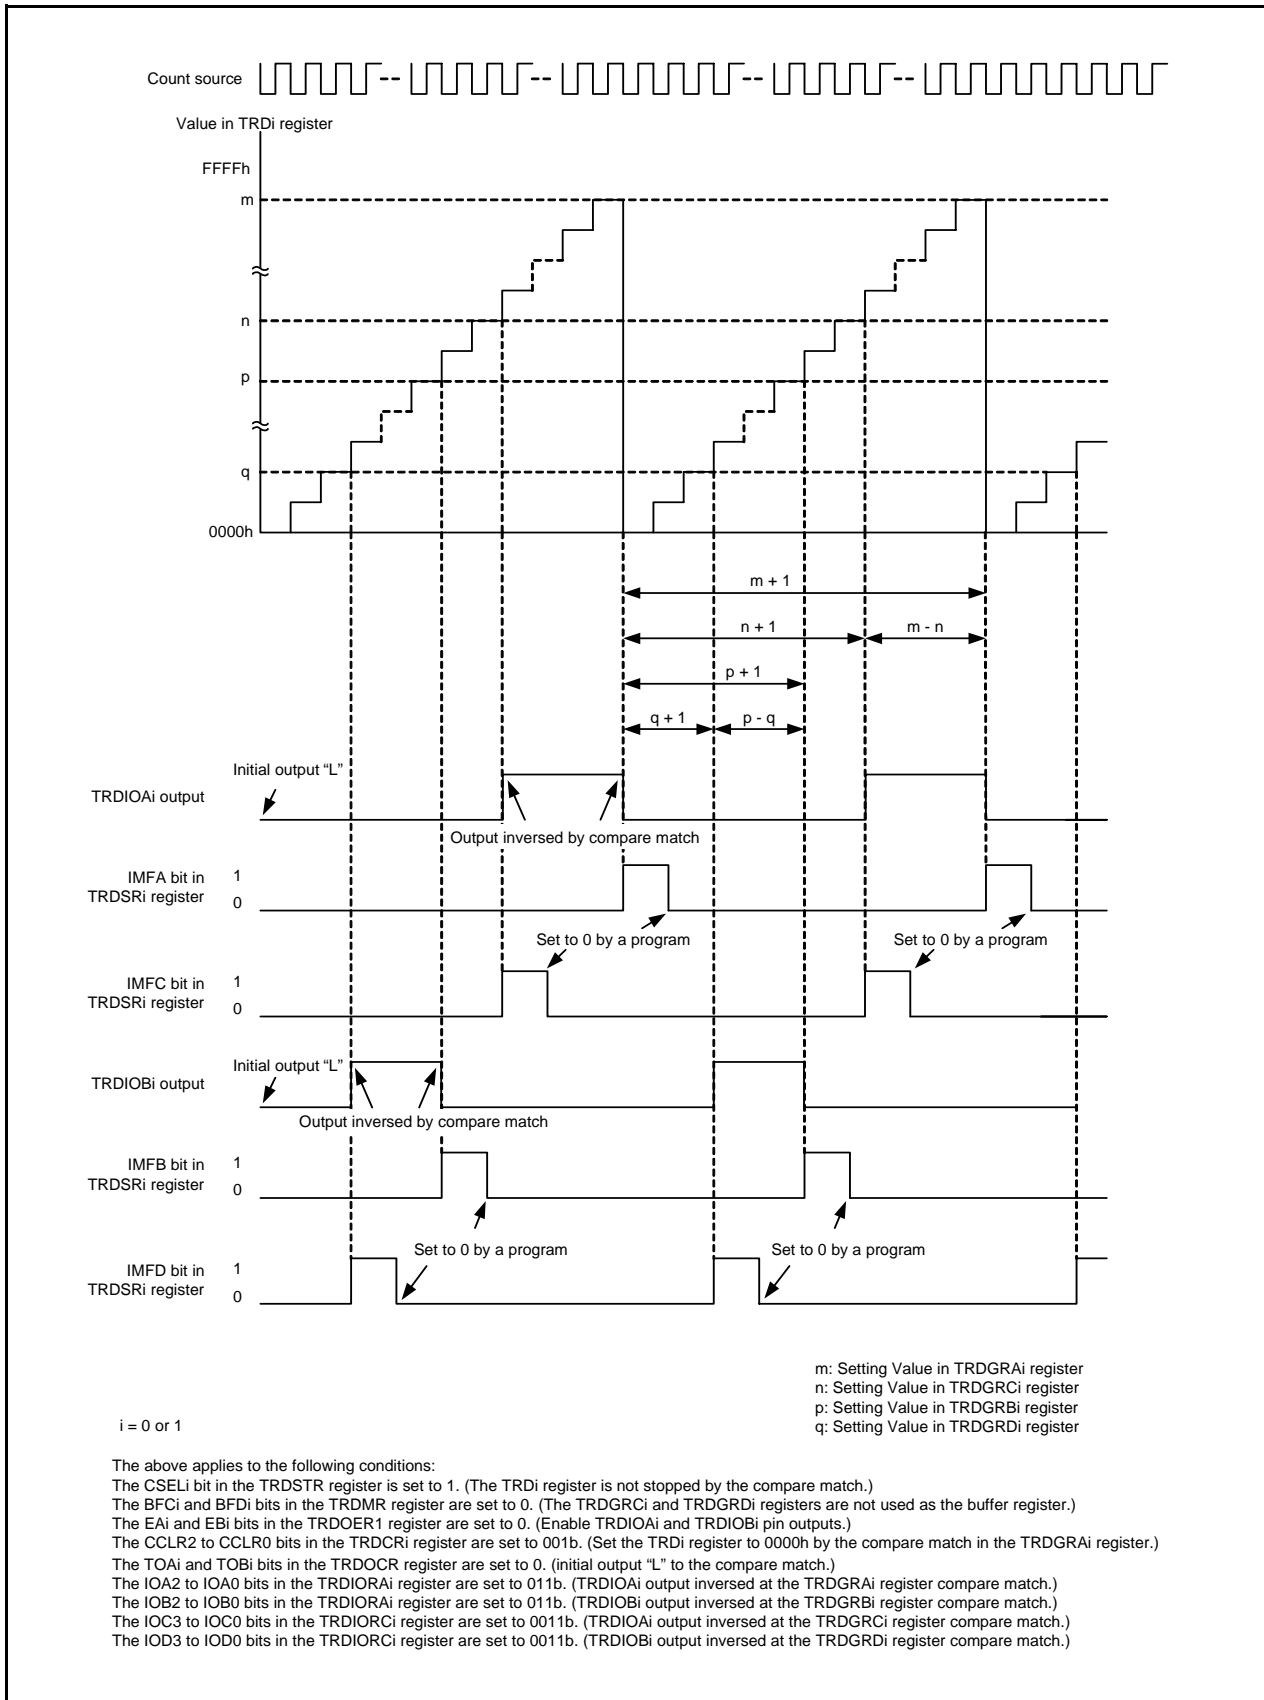 Count source
Value in TRDi register
FFFFh
m
n
p
q
0000h
m + 1
n + 1
m - n
p + 1
q + 1
p - q
Initial output “L”
TRDIOAi output
Output inversed by compare match
IMFA bit in
TRDSRi register
1
0
Set to 0 by a program
Set to 0 by a program
IMFC bit in
TRDSRi register
1
0
Initial output “L”
TRDIOBi output
Output inversed by compare match
IMFB bit in
TRDSRi register
1
0
Set to 0 by a program
Set to 0 by a program
IMFD bit in
TRDSRi register
1
0
m: Setting Value in TRDGRAi register
n: Setting Value in TRDGRCi register
p: Setting Value in TRDGRBi register
q: Setting Value in TRDGRDi register
i = 0 or 1
The above applies to the following conditions:
The CSELi bit in the TRDSTR register is set to 1. (The TRDi register is not stopped by the compare match.)
The BFCi and BFDi bits in the TRDMR register are set to 0. (The TRDGRCi and TRDGRDi registers are not used as the buffer register.)
The EAi and EBi bits in the TRDOER1 register are set to 0. (Enable TRDIOAi and TRDIOBi pin outputs.)
The CCLR2 to CCLR0 bits in the TRDCRi register are set to 001b. (Set the TRDi register to 0000h by the compare match in the TRDGRAi register.)
The TOAi and TOBi bits in the TRDOCR register are set to 0. (initial output “L” to the compare match.)
The IOA2 to IOA0 bits in the TRDIORAi register are set to 011b. (TRDIOAi output inversed at the TRDGRAi register compare match.)
The IOB2 to IOB0 bits in the TRDIORAi register are set to 011b. (TRDIOBi output inversed at the TRDGRBi register compare match.)
The IOC3 to IOC0 bits in the TRDIORCi register are set to 0011b. (TRDIOAi output inversed at the TRDGRCi register compare match.)
The IOD3 to IOD0 bits in the TRDIORCi register are set to 0011b. (TRDIOBi output inversed at the TRDGRDi register compare match.)